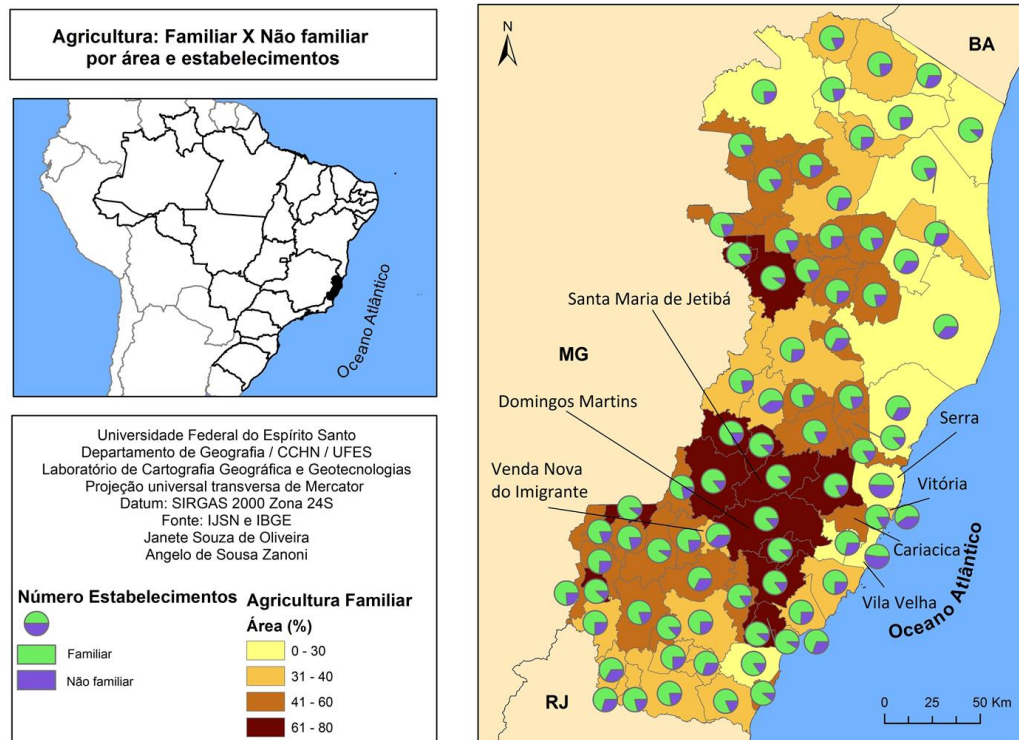 Agricultura: Familiar X Não familiar
por área e estabelecimentos
Oceano Atlântico
Universidade Federal do Espírito Santo
Departamento de Geografia / CCHN / UFES
Laboratório de Cartografia Geográfica e Geotecnologias
Projeção universal transversa de Mercator
Datum: SIRGAS 2000 Zona 24S
Fonte: IJSN e IBGE
Janete Souza de Oliveira
Angelo de Sousa Zanoni
Número Estabelecimentos
Familiar
Não familiar
Agricultura Familiar
Área (%)
0 - 30
31 - 40
41 - 60
61 - 80
N
BA
Santa Maria de Jetibá
MG
Domingos Martins
Serra
Venda Nova
do Imigrante
Vitória
Cariacica
Vila Velha
Oceano Atlântico
RJ
0 25 50 Km